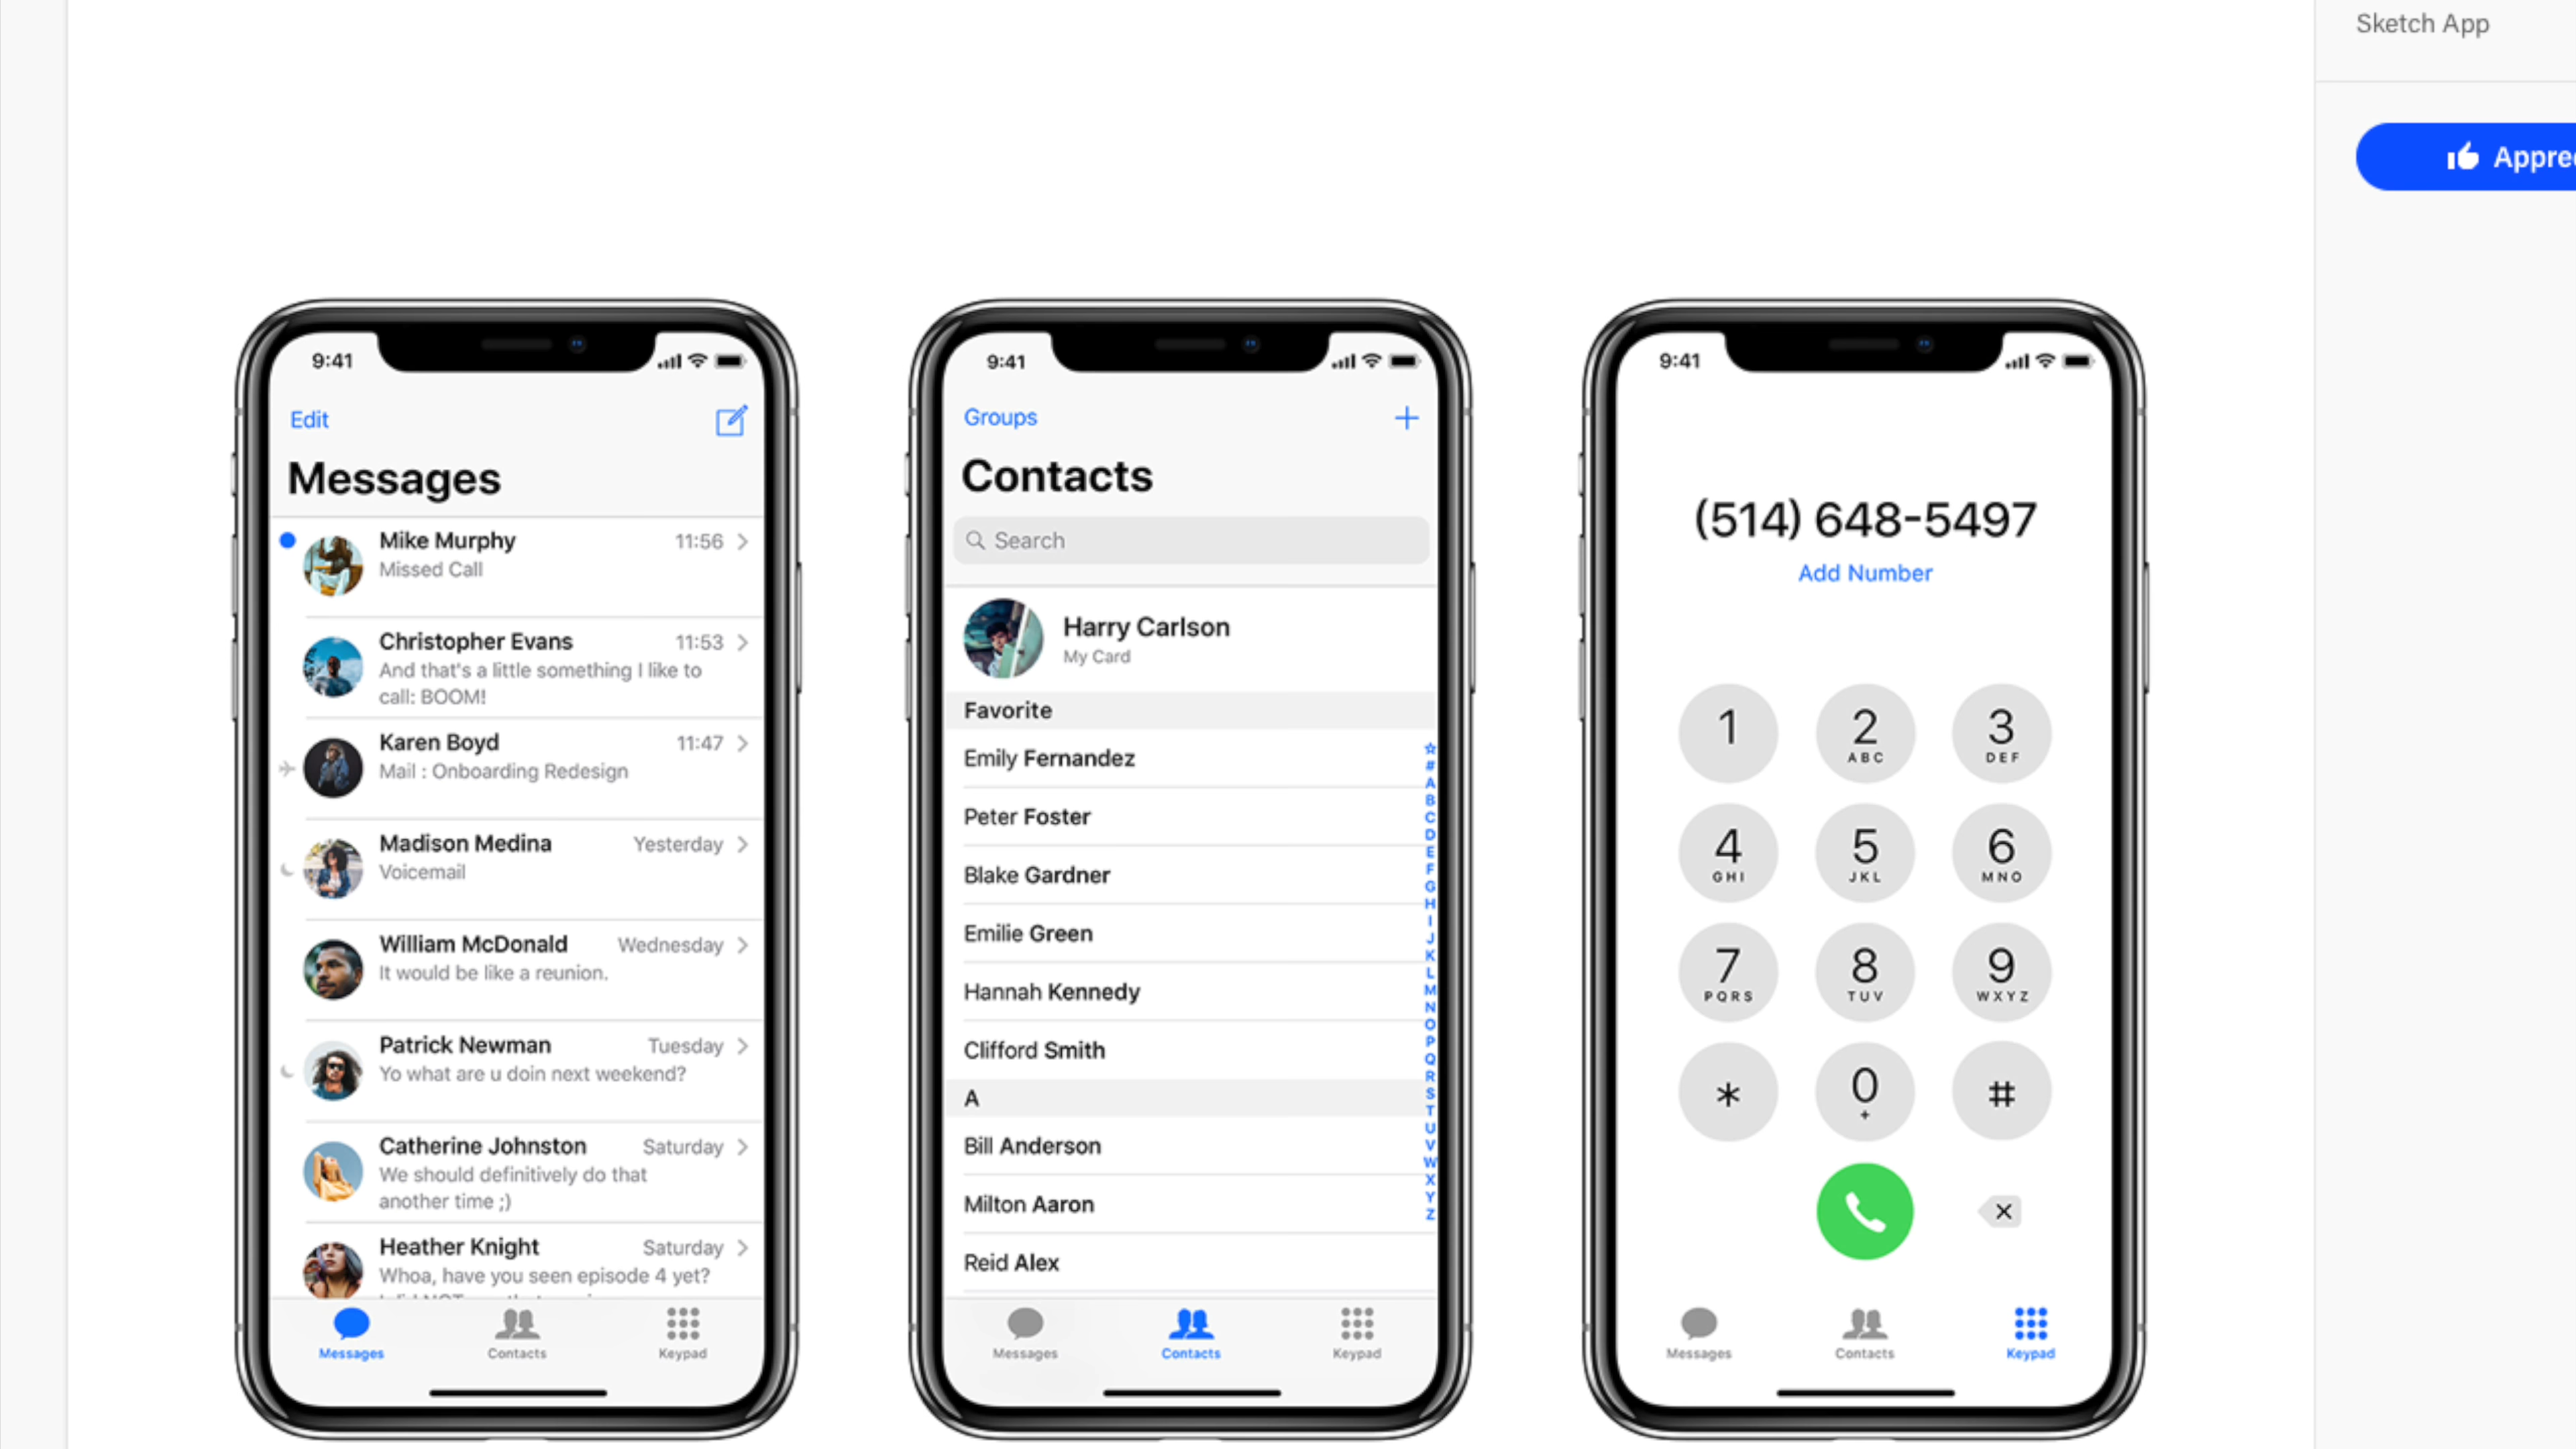 Sketch App
Appre
9:41
Edit
Messages
Mike Murphy 11:56
Missed Call
Christopher Evans 11:53
And that's a little something I like to
call: BOOM!
Karen Boyd 11:47
Mail : Onboarding Redesign
Madison Medina Yesterday
Voicemail
William McDonald Wednesday
It would be like a reunion.
Patrick Newman Tuesday
Yo what are u doin next weekend?
Catherine Johnston Saturday
We should definitively do that
another time ;)
Heather Knight Saturday
Whoa, have you seen episode 4 yet?
Messages Contacts Keypad
9:41
Groups
Contacts
Search
Harry Carlson
My Card
Favorite
Emily Fernandez
Peter Foster
Blake Gardner
Emilie Green
Hannah Kennedy
Clifford Smith
A
Bill Anderson
Milton Aaron
Reid Alex
#
A
B
C
D
E
F
G
H
I
J
K
L
M
N
O
P
Q
R
S
T
U
V
W
X
Y
Z
Messages Contacts Keypad
9:41
(514) 648-5497
Add Number
1 2 3
ABC DEF
4 5 6
GHI JKL MNO
7 8 9
PQRS TUV WXYZ
* 0 #
+
Messages Contacts Keypad